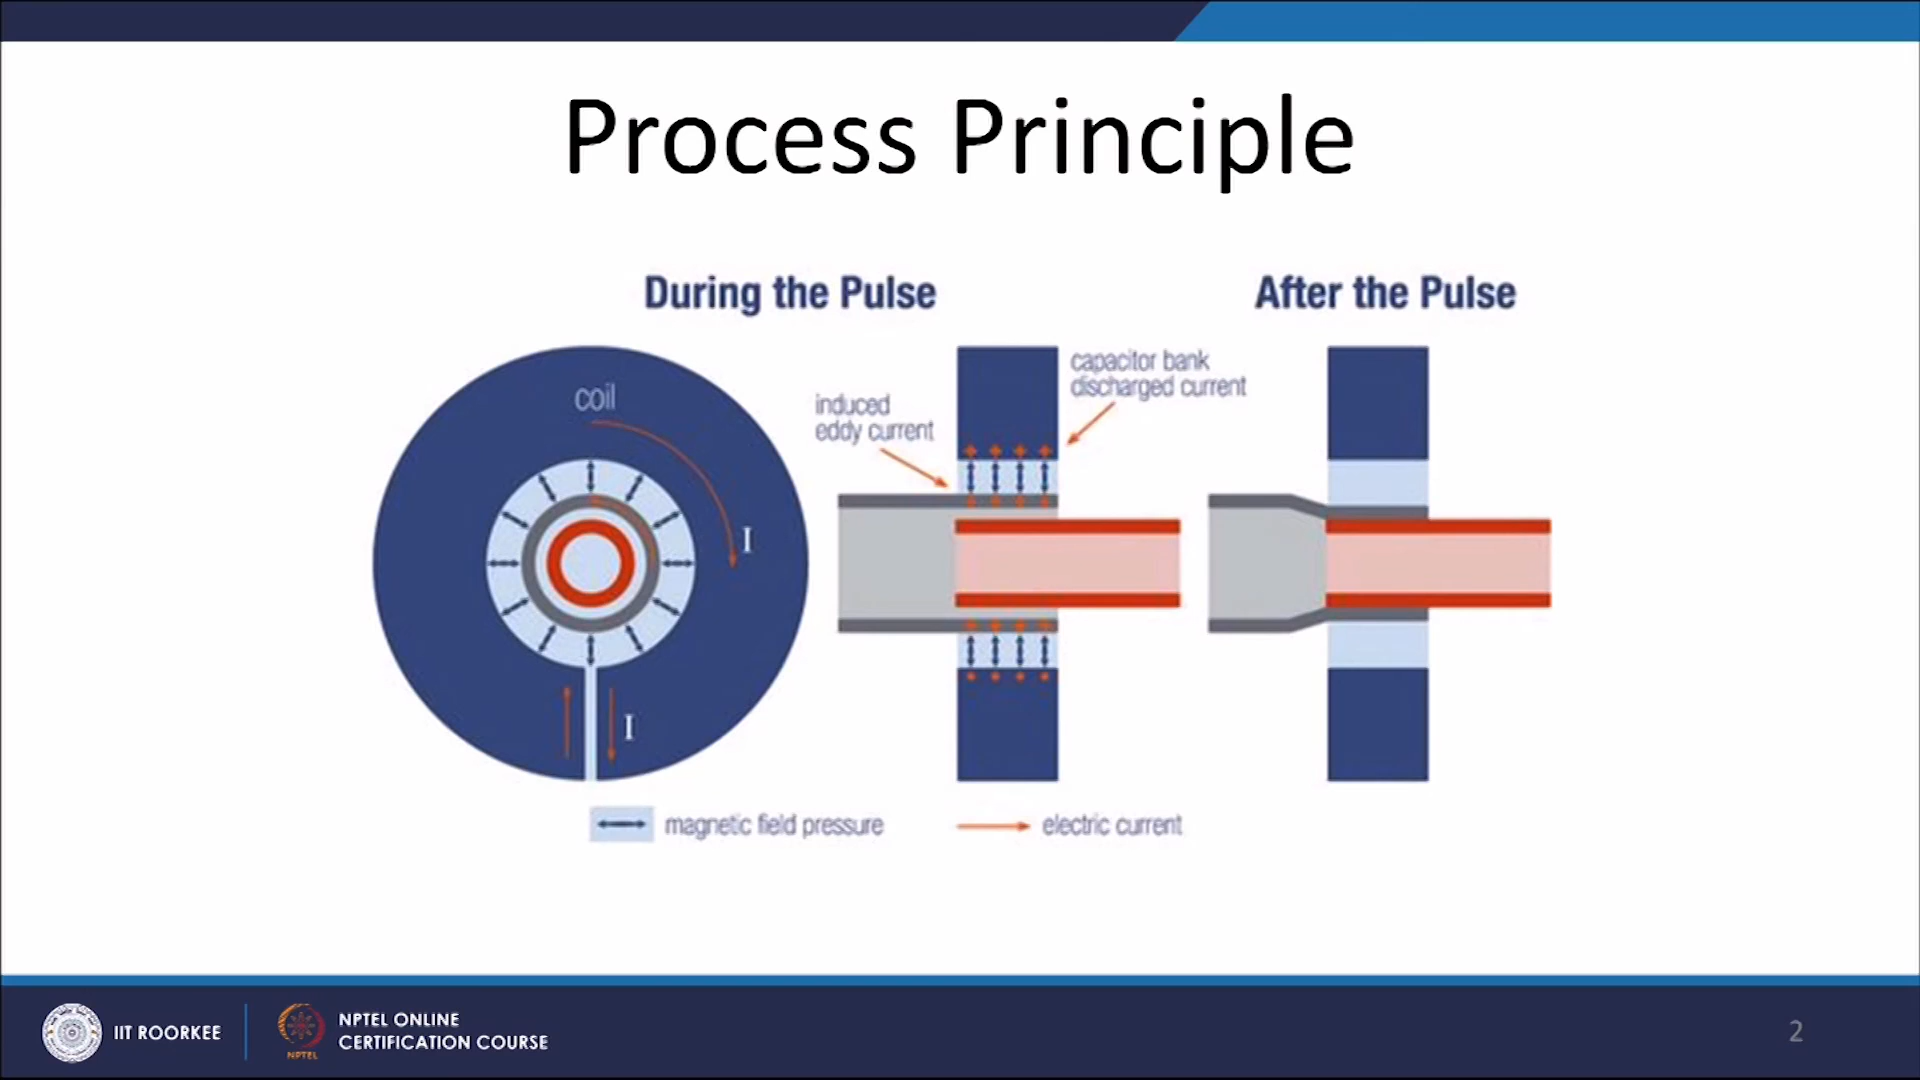 Process Principle
During the Pulse
After the Pulse
coil
induced
eddy current
capacitor bank
discharged current
I
I
magnetic field pressure
electric current
IIT ROORKEE
NPTEL
NPTEL ONLINE
CERTIFICATION COURSE
2